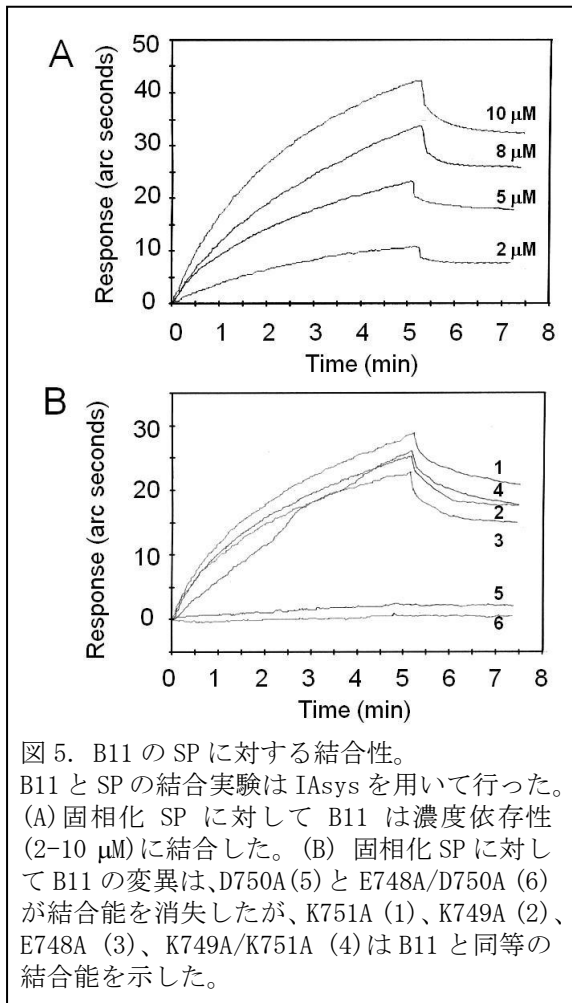 A
Response (arc seconds)
50
40
30
20
10
0
10 μM
8 μM
5 μM
2 μM
0 1 2 3 4 5 6 7 8
Time (min)
B
Response (arc seconds)
30
20
10
0
1
4
2
3
5
6
0 1 2 3 4 5 6 7 8
Time (min)
図 5. B11 の SP に対する結合性。
B11 と SP の結合実験は IAsys を用いて行った。
(A)固相化 SP に対して B11 は濃度依存性
(2-10 μM)に結合した。(B) 固相化 SP に対し
て B11 の変異は、D750A(5)と E748A/D750A (6)
が結合能を消失したが、K751A (1)、K749A (2)、
E748A (3)、K749A/K751A (4)は B11 と同等の
結合能を示した。